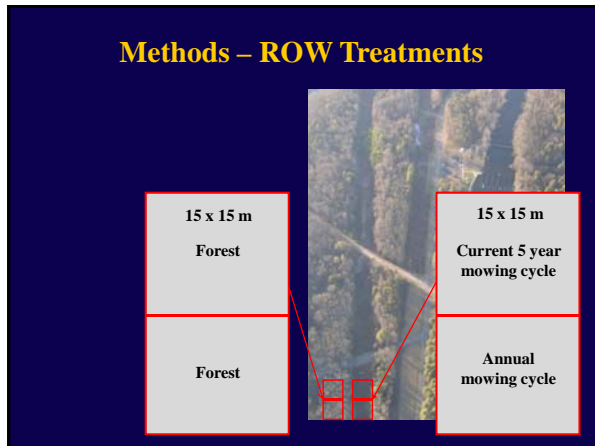 Methods – ROW Treatments
15 x 15 m
Forest
Forest
15 x 15 m
Current 5 year
mowing cycle
Annual
mowing cycle